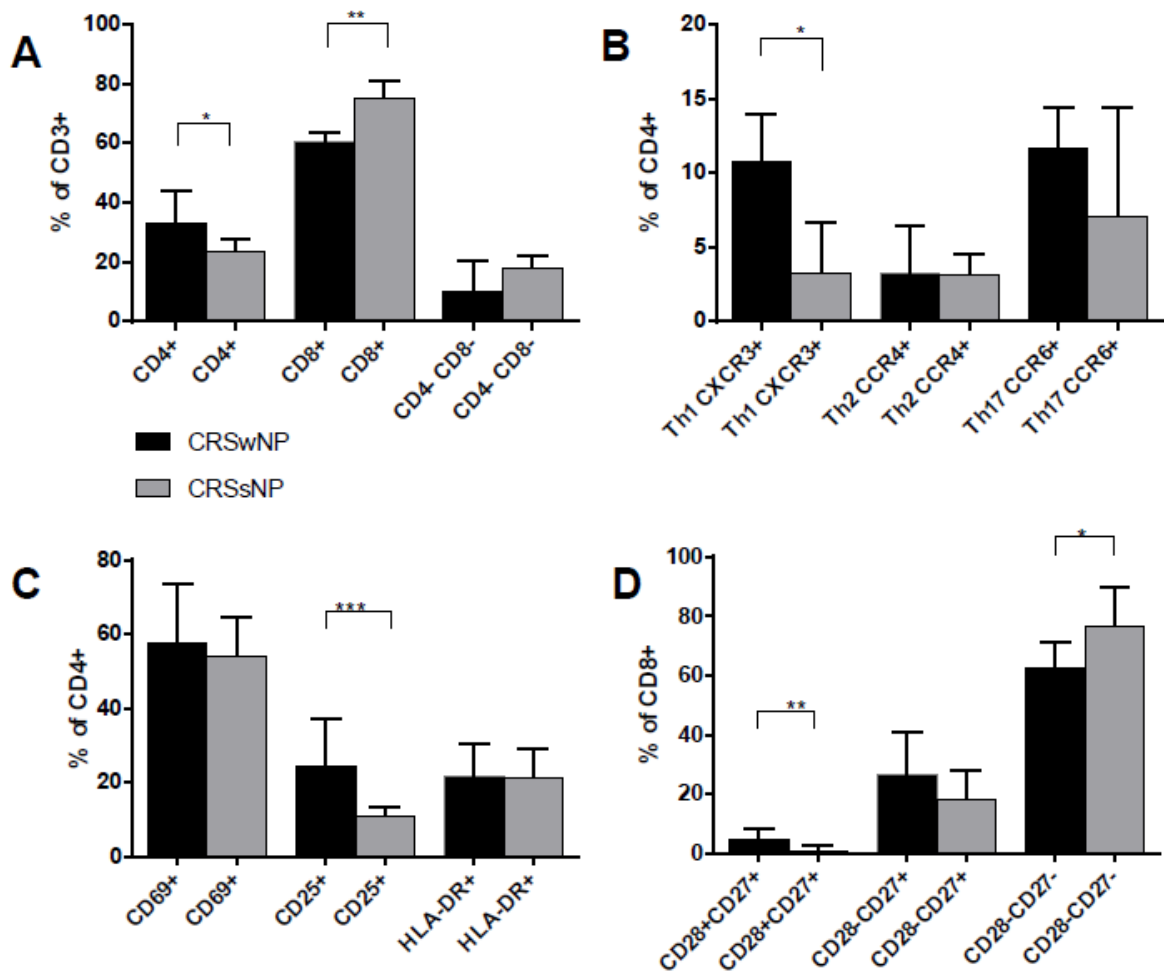 A
% of CD3+
100
80
60
40
20
0
*
**
CD4+
CD4+
CD8+
CD8+
CD4- CD8-
CD4- CD8-
CRSwNP
CRSsNP
B
% of CD4+
20
15
10
5
0
*
Th1 CXCR3+
Th1 CXCR3+
Th2 CCR4+
Th2 CCR4+
Th17 CCR6+
Th17 CCR6+
C
% of CD4+
80
60
40
20
0
***
CD69+
CD69+
CD25+
CD25+
HLA-DR+
HLA-DR+
D
% of CD8+
100
80
60
40
20
0
**
*
CD28+CD27+
CD28+CD27+
CD28-CD27+
CD28-CD27+
CD28-CD27-
CD28-CD27-